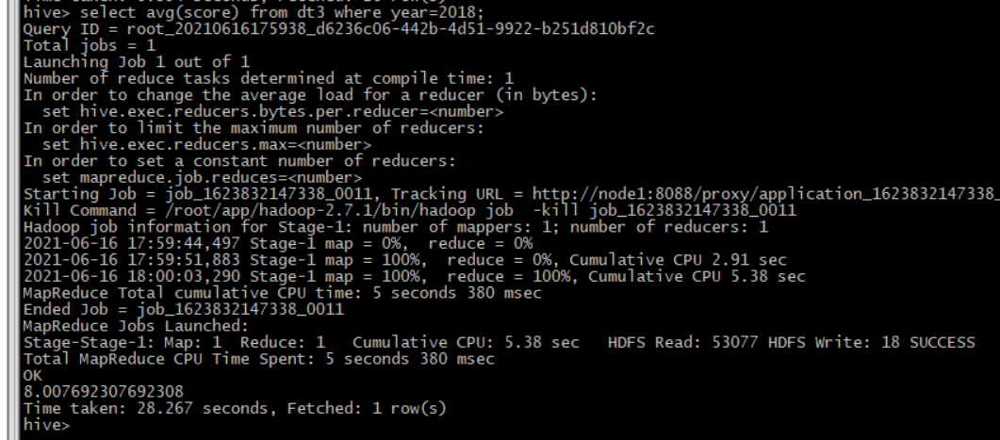 hive> select avg(score) from dt3 where year=2018;
Query ID = root_20210616175938_d6236c06-442b-4d51-9922-b251d810bf2c
Total jobs = 1
Launching Job 1 out of 1
Number of reduce tasks determined at compile time: 1
In order to change the average load for a reducer (in bytes):
  set hive.exec.reducers.bytes.per.reducer=<number>
In order to limit the maximum number of reducers:
  set hive.exec.reducers.max=<number>
In order to set a constant number of reducers:
  set mapreduce.job.reduces=<number>
Starting Job = job_1623832147338_0011, Tracking URL = http://node1:8088/proxy/application_1623832147338_
Kill Command = /root/app/hadoop-2.7.1/bin/hadoop job  -kill job_1623832147338_0011
Hadoop job information for Stage-1: number of mappers: 1; number of reducers: 1
2021-06-16 17:59:44,497 Stage-1 map = 0%,  reduce = 0%
2021-06-16 17:59:51,883 Stage-1 map = 100%,  reduce = 0%, Cumulative CPU 2.91 sec
2021-06-16 18:00:03,290 Stage-1 map = 100%,  reduce = 100%, Cumulative CPU 5.38 sec
MapReduce Total cumulative CPU time: 5 seconds 380 msec
Ended Job = job_1623832147338_0011
MapReduce Jobs Launched:
Stage-Stage-1: Map: 1  Reduce: 1   Cumulative CPU: 5.38 sec   HDFS Read: 53077 HDFS Write: 18 SUCCESS
Total MapReduce CPU Time Spent: 5 seconds 380 msec
OK
8.007692307692308
Time taken: 28.267 seconds, Fetched: 1 row(s)
hive>